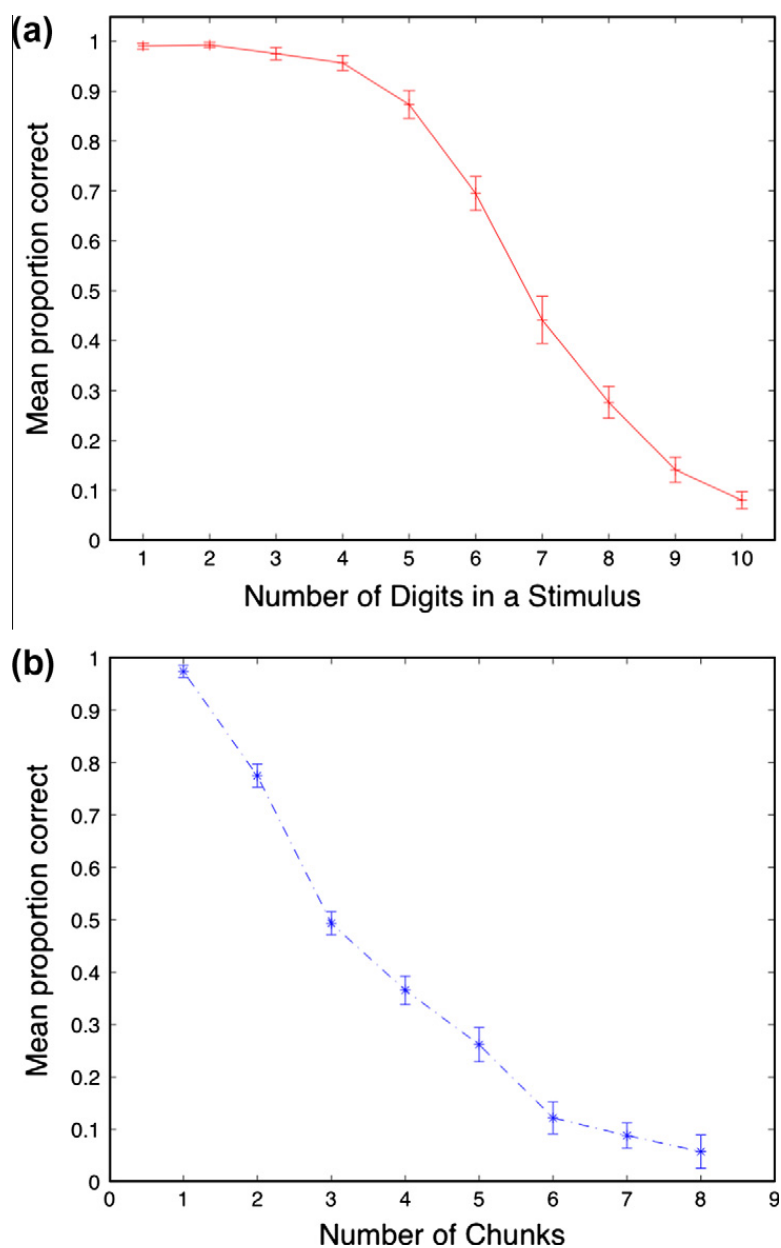 (a)
1
0.9
0.8
0.7
0.6
0.5
0.4
0.3
0.2
0.1
0
Mean proportion correct
1 2 3 4 5 6 7 8 9 10
Number of Digits in a Stimulus
(b)
1
0.9
0.8
0.7
0.6
0.5
0.4
0.3
0.2
0.1
0
Mean proportion correct
0 1 2 3 4 5 6 7 8 9
Number of Chunks